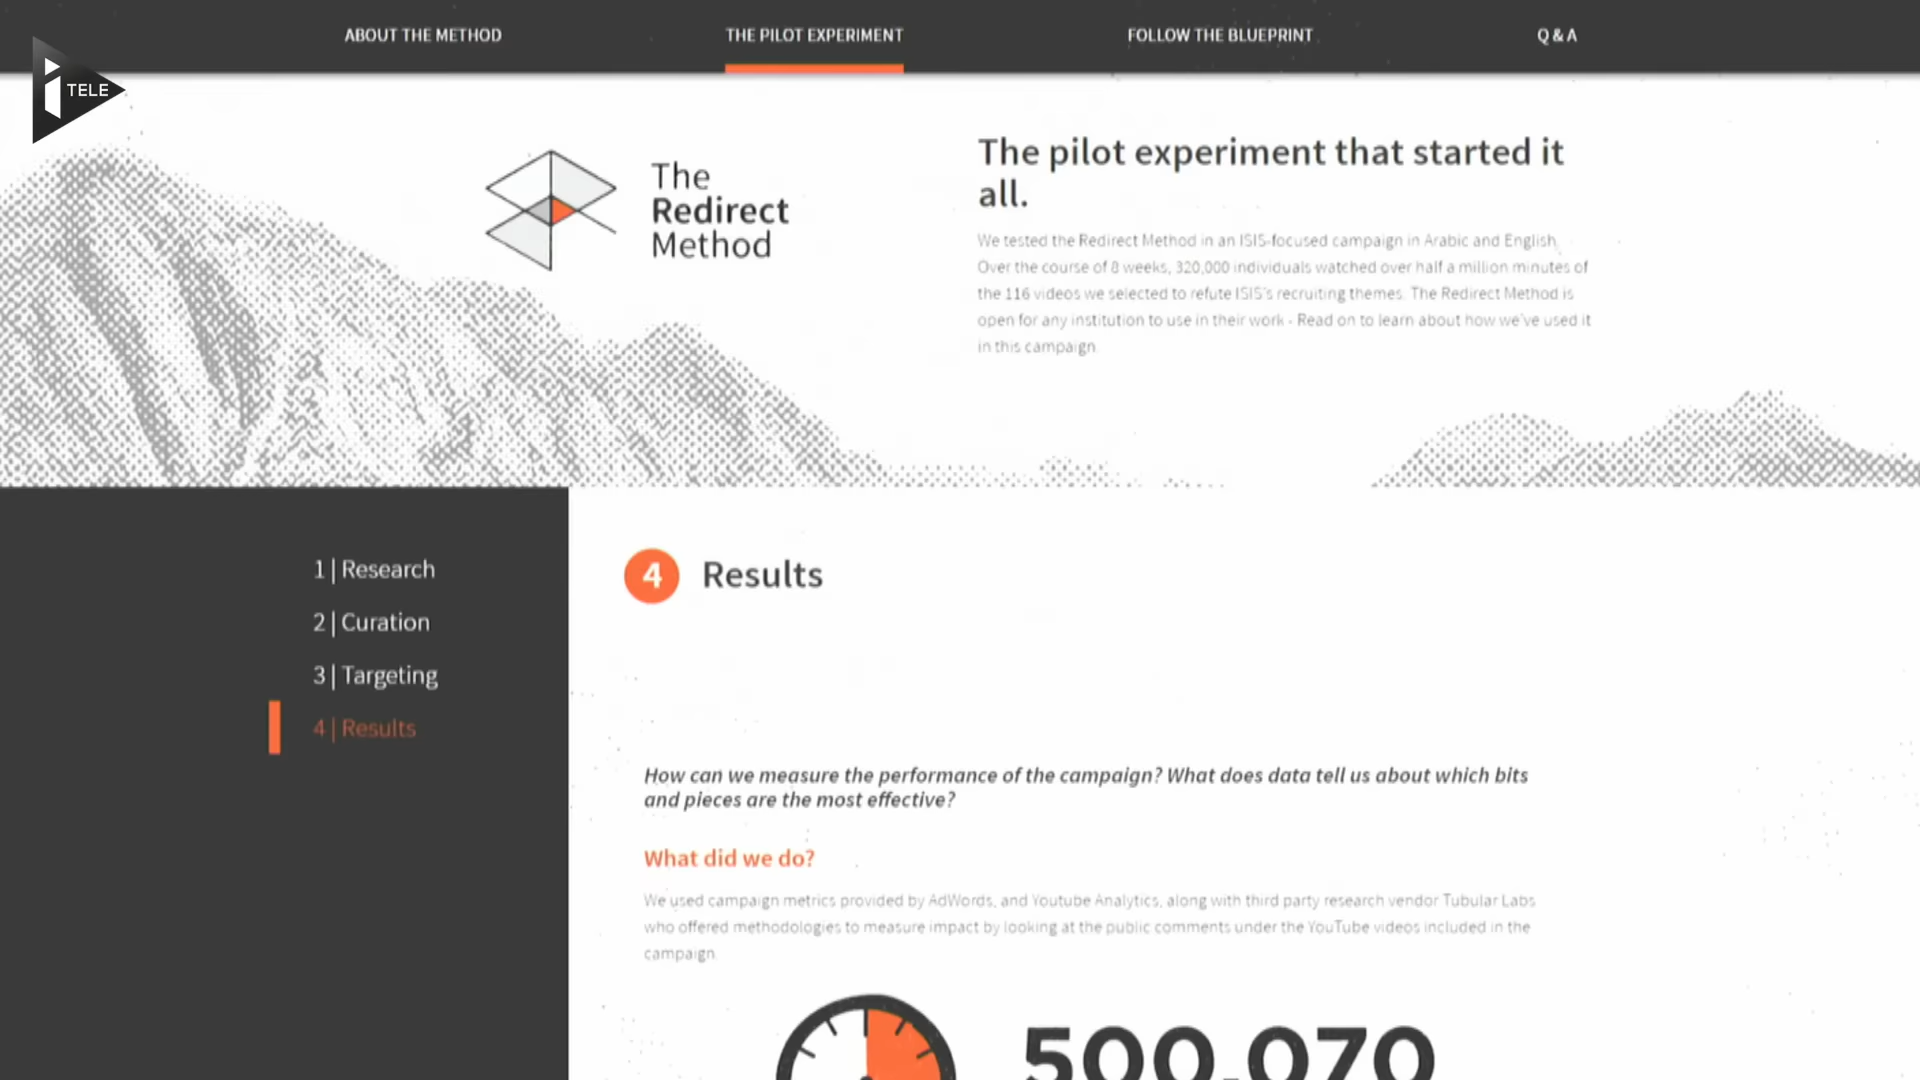 ABOUT THE METHOD
THE PILOT EXPERIMENT
FOLLOW THE BLUEPRINT
Q & A
i TELE
The
Redirect
Method
The pilot experiment that started it
all.
We tested the Redirect Method in an ISIS-focused campaign in Arabic and English.
Over the course of 8 weeks, 320,000 individuals watched over half a million minutes of
the 116 videos we selected to refute ISIS's recruiting themes. The Redirect Method is
open for any institution to use in their work - Read on to learn about how we've used it
in this campaign.
1 | Research
2 | Curation
3 | Targeting
4 | Results
4 Results
How can we measure the performance of the campaign? What does data tell us about which bits
and pieces are the most effective?
What did we do?
We used campaign metrics provided by AdWords, and Youtube Analytics, along with third party research vendor Tubular Labs
who offered methodologies to measure impact by looking at the public comments under the YouTube videos included in the
campaign.
500,070